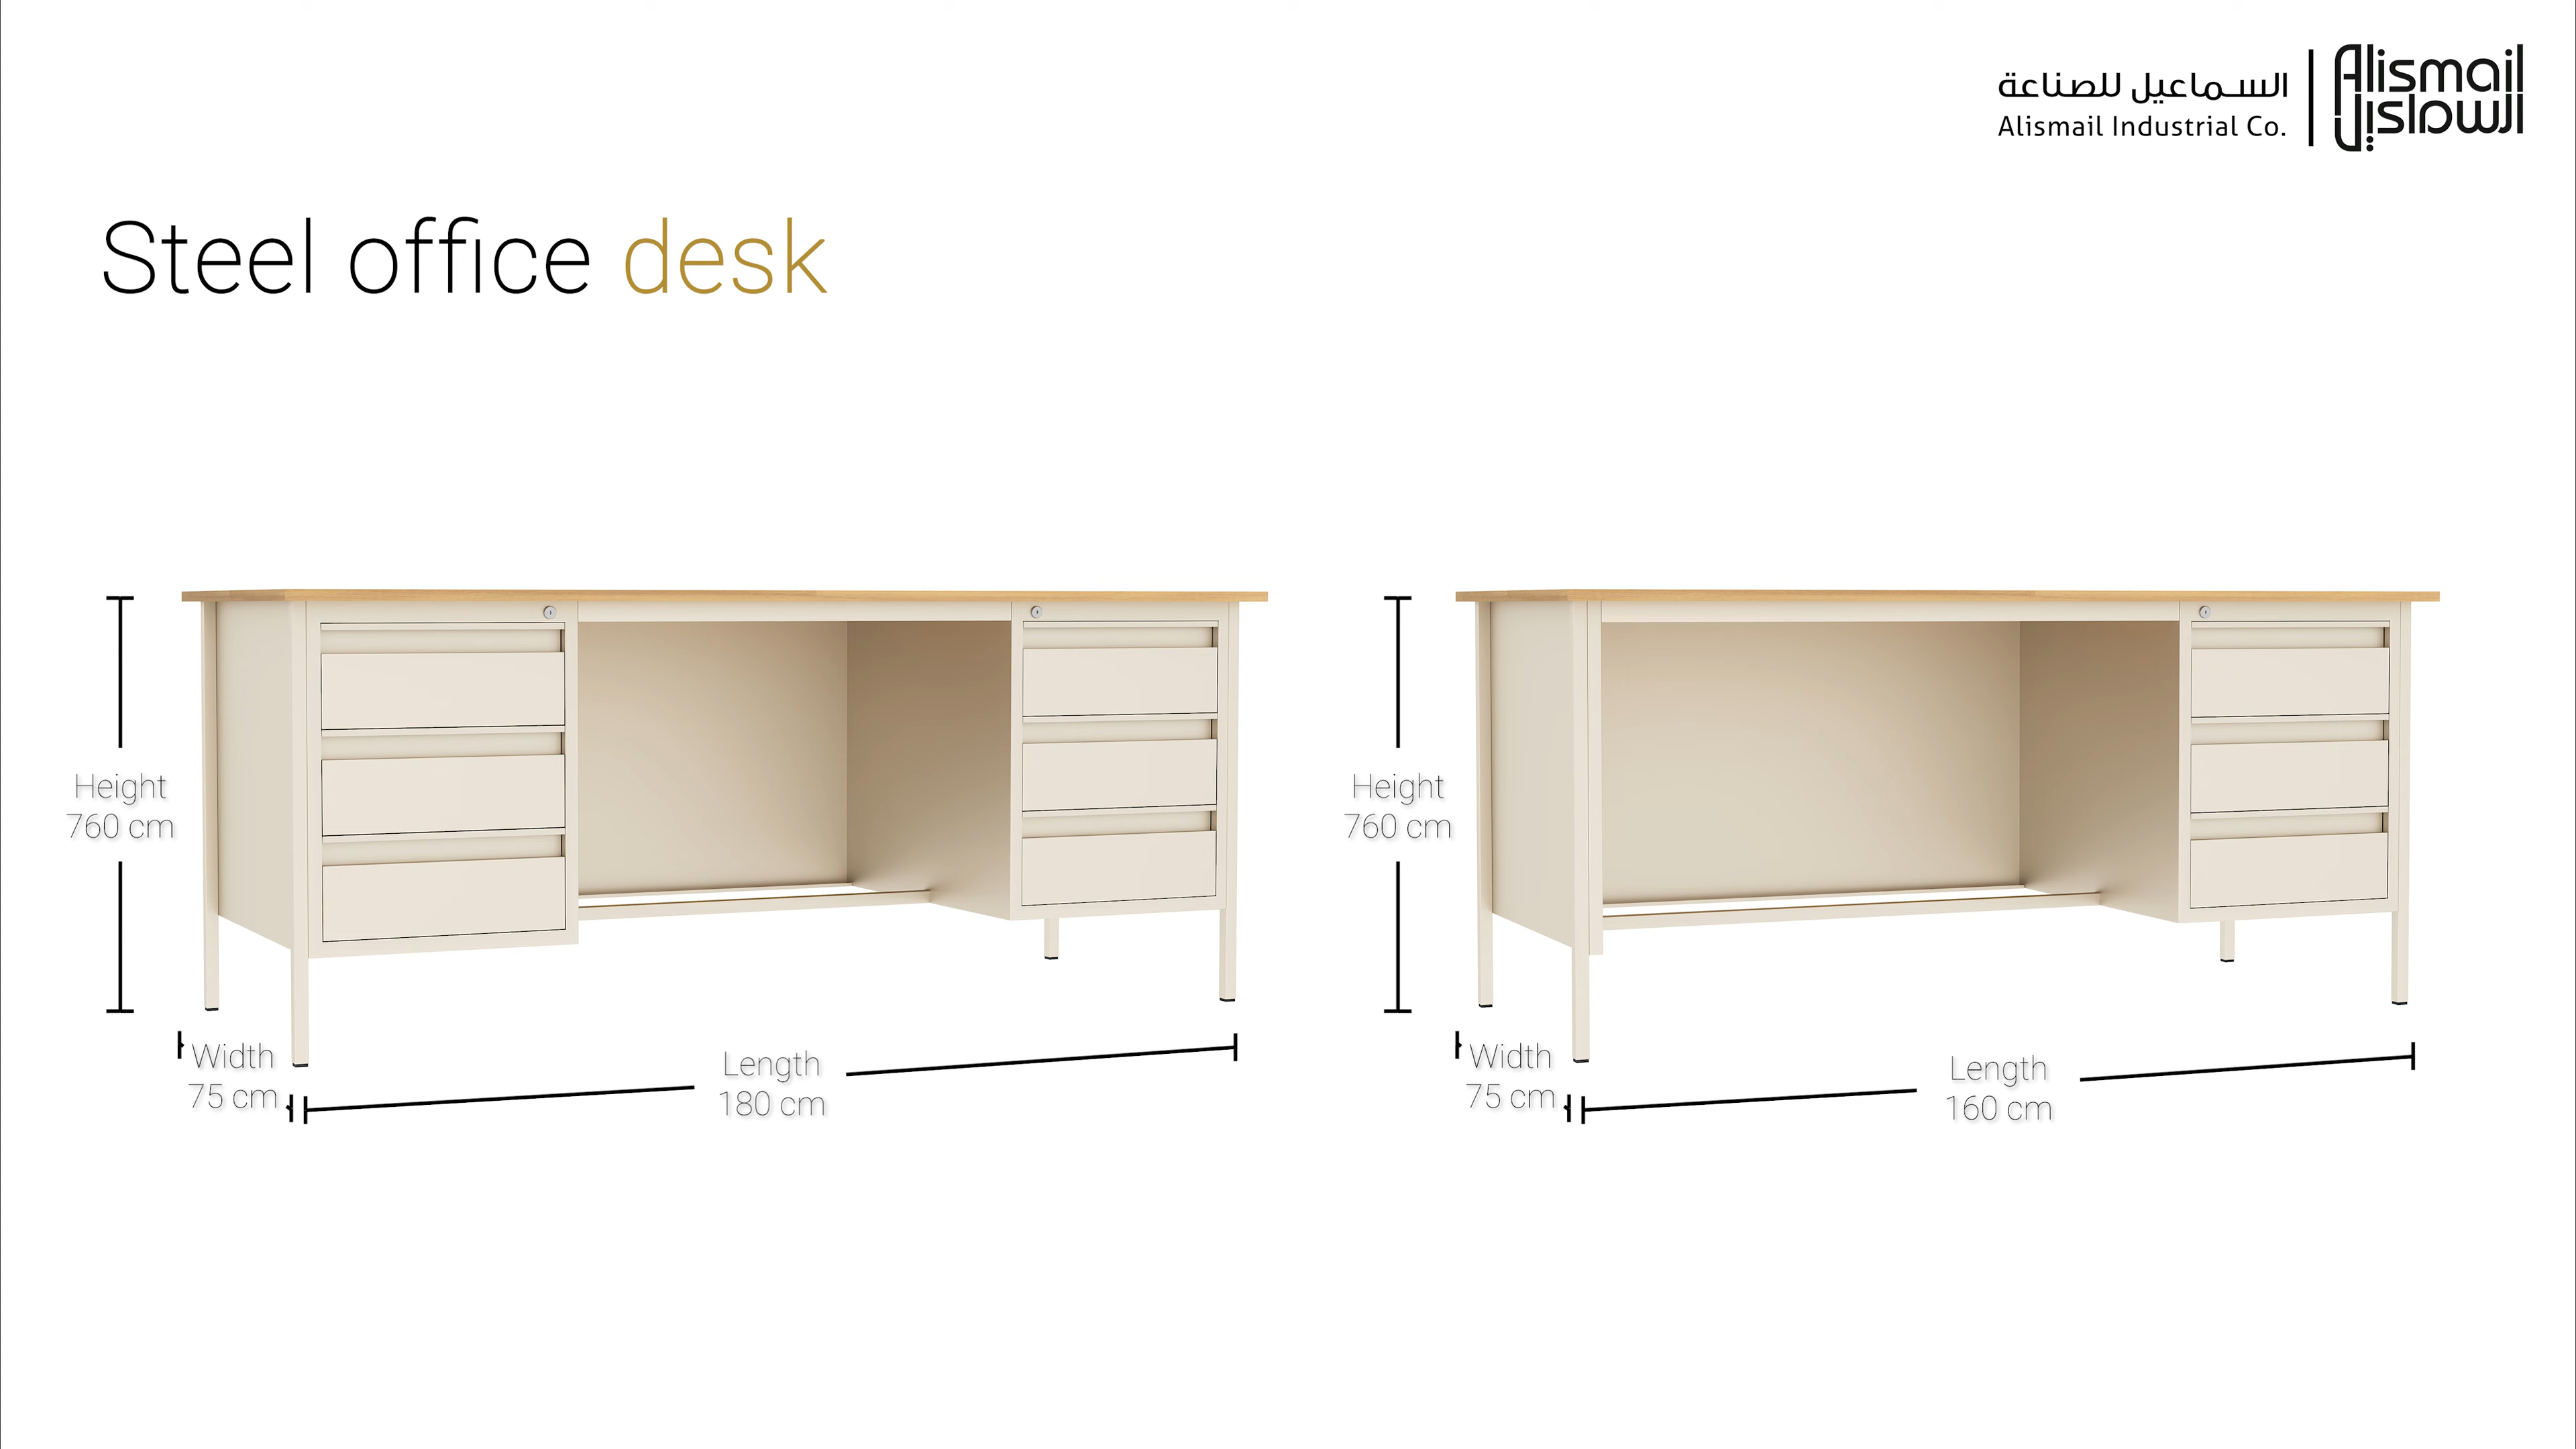 السماعيل للصناعة
Alismail Industrial Co.
Alismail
السماعيل
Steel office desk
Height
760 cm
Width
75 cm
Length
180 cm
Height
760 cm
Width
75 cm
Length
160 cm